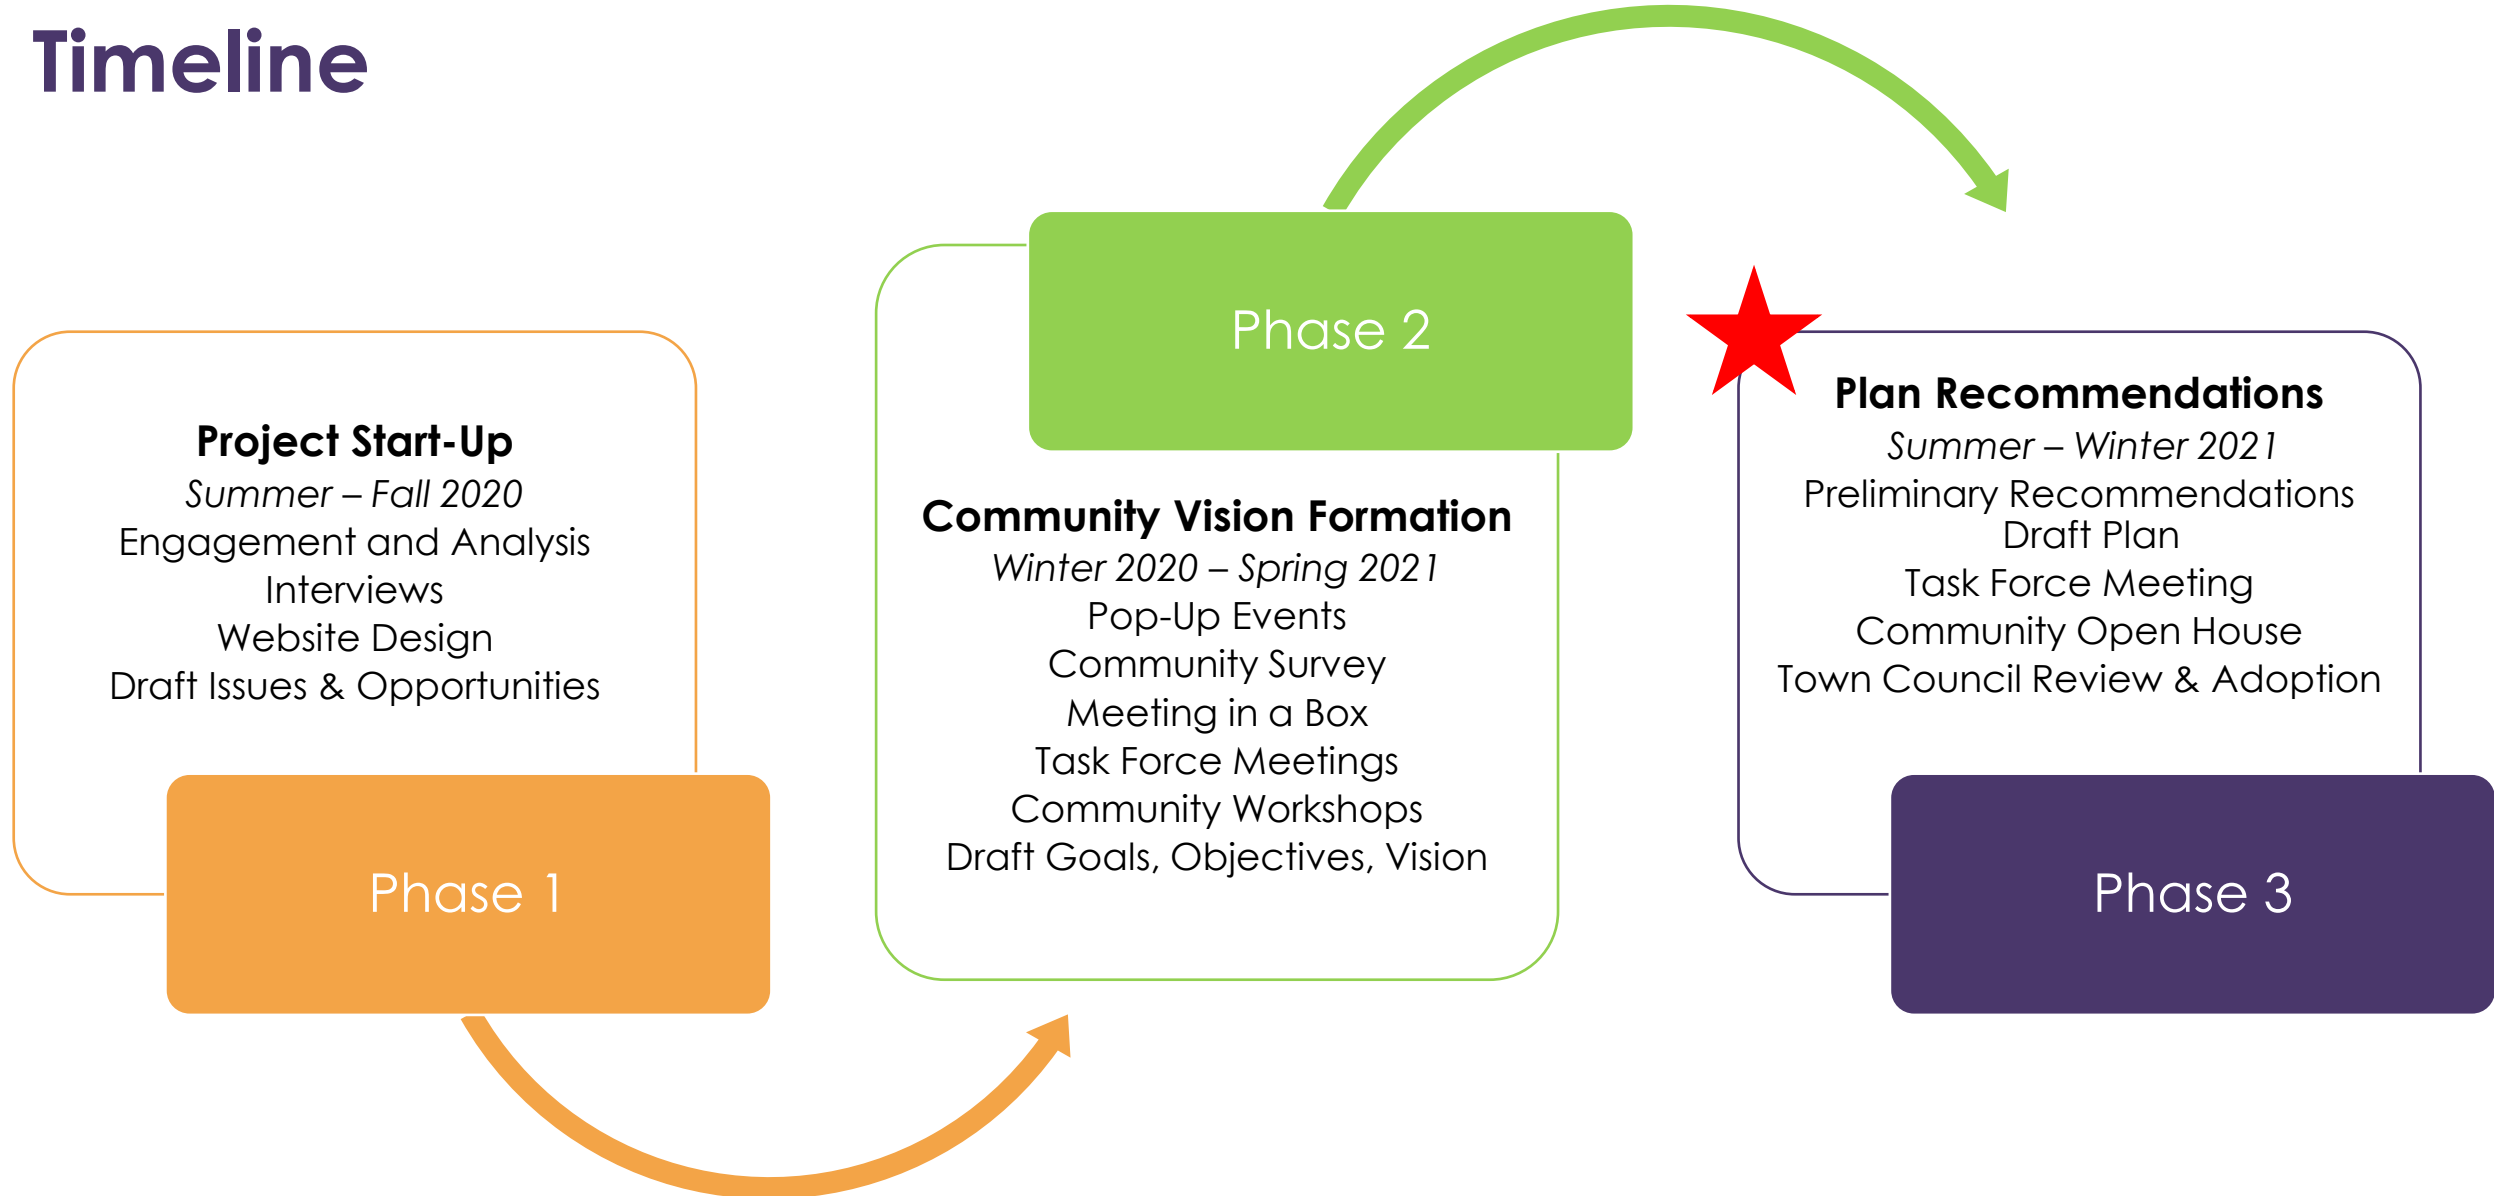 Timeline
Project Start-Up
Summer – Fall 2020
Engagement and Analysis
Interviews
Website Design
Draft Issues & Opportunities
Phase 1
Phase 2
Community Vision Formation
Winter 2020 – Spring 2021
Pop-Up Events
Community Survey
Meeting in a Box
Task Force Meetings
Community Workshops
Draft Goals, Objectives, Vision
Plan Recommendations
Summer – Winter 2021
Preliminary Recommendations
Draft Plan
Task Force Meeting
Community Open House
Town Council Review & Adoption
Phase 3